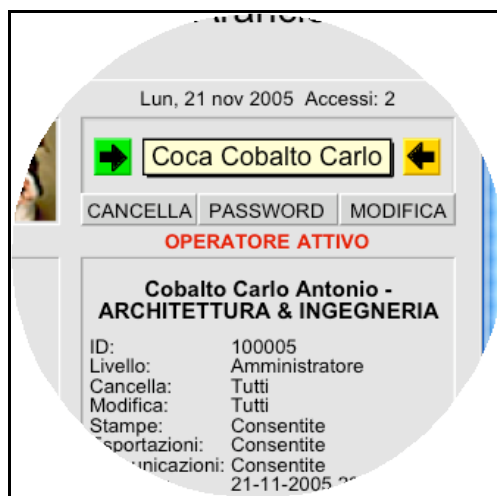 Lun, 21 nov 2005 Accessi: 2
Coca Cobalto Carlo
CANCELLA PASSWORD MODIFICA
OPERATORE ATTIVO
Cobalto Carlo Antonio -
ARCHITETTURA & INGEGNERIA
ID: 100005
Livello: Amministratore
Cancella: Tutti
Modifica: Tutti
Stampe: Consentite
Esportazioni: Consentite
Consentite
21-11-2005